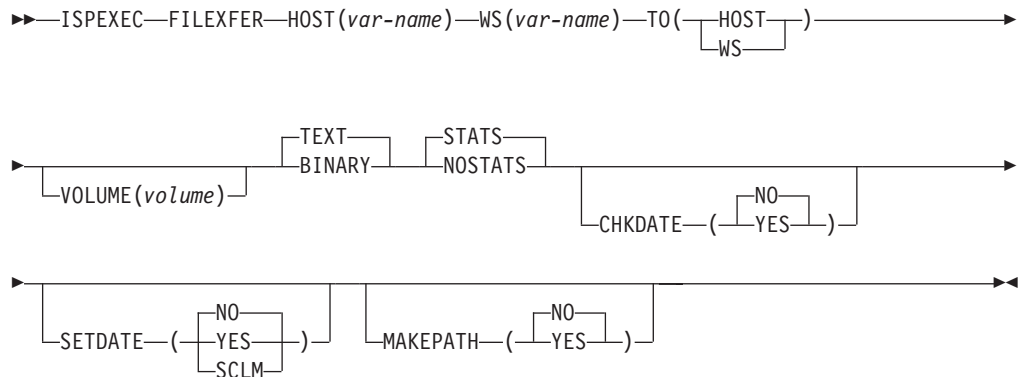 ISPEXEC FILEXFER HOST(var-name) WS(var-name) TO( HOST )
WS
TEXT STATS
BINARY NOSTATS
VOLUME(volume)
NO
CHKDATE ( YES )
NO NO
SETDATE ( YES ) MAKEPATH ( YES )
SCLM